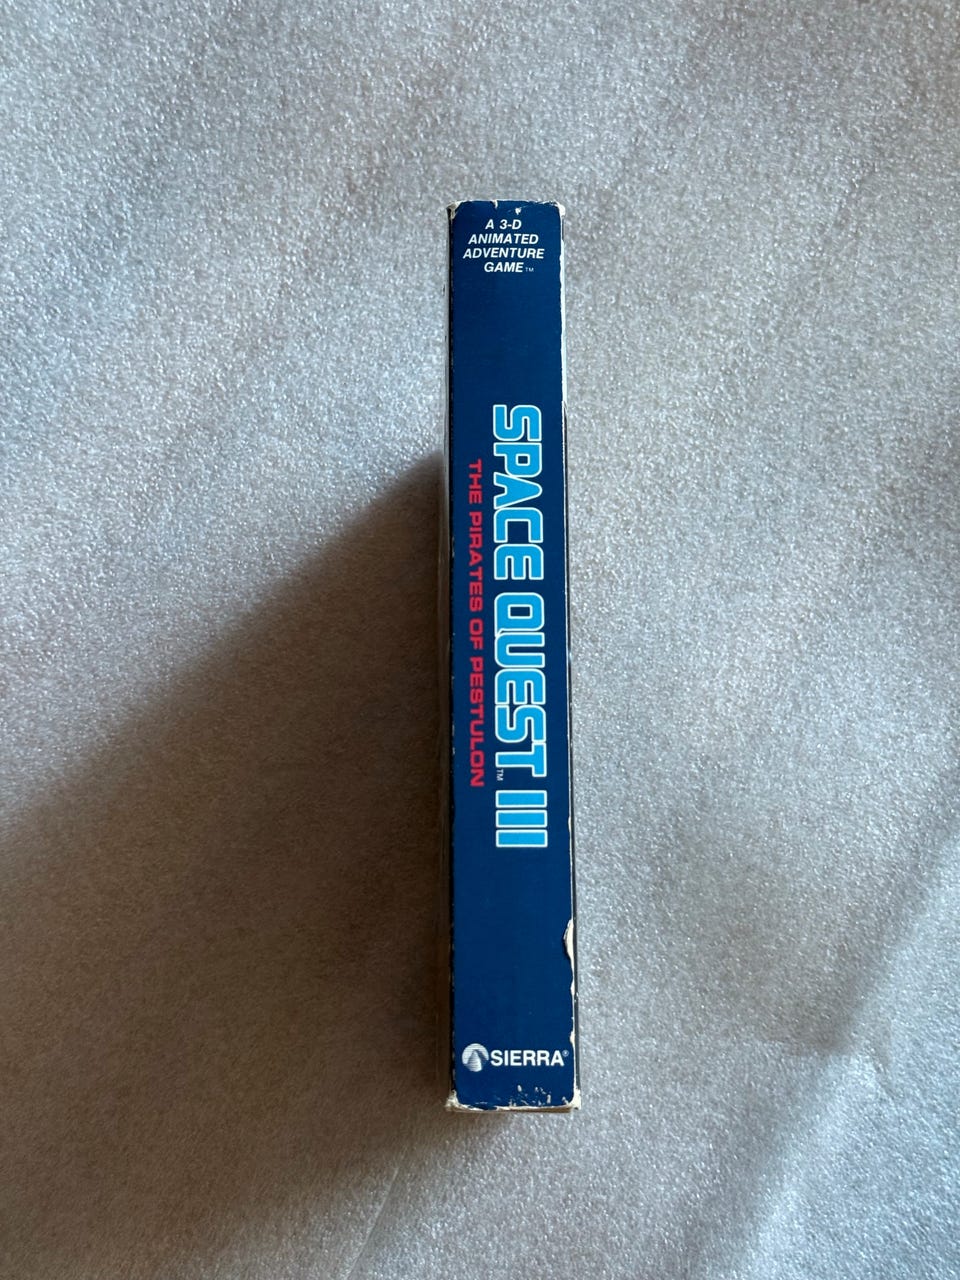 A 3-D
ANIMATED
ADVENTURE
GAME™
SPACE QUEST™ III
THE PIRATES OF PESTULON
SIERRA®